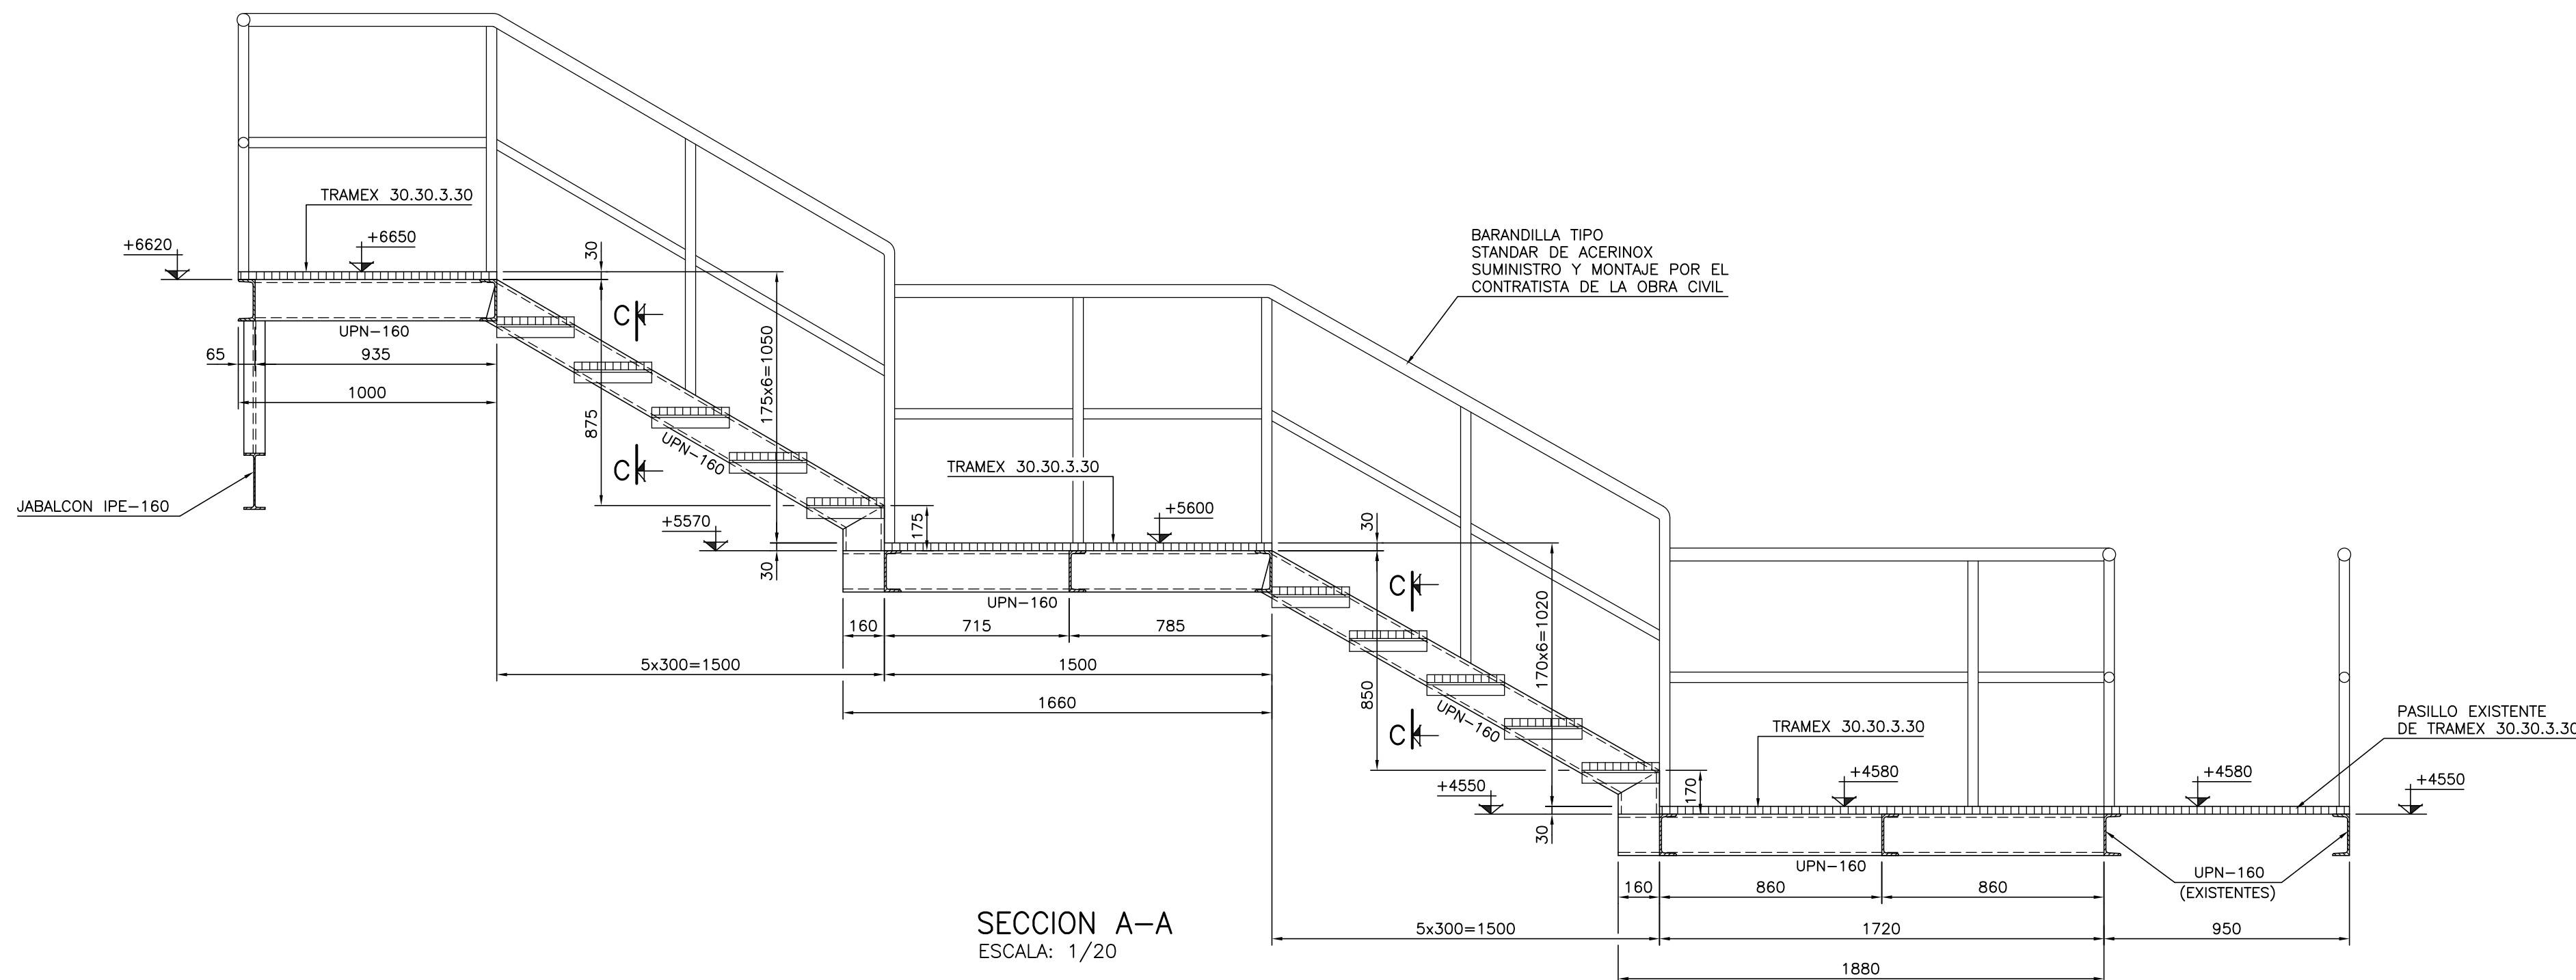 TRAMEX 30.30.3.30
+6620
+6650
30
UPN-160
65
935
1000
875
175x6=1050
C
C
UPN-160
JABALCON IPE-160
BARANDILLA TIPO
STANDAR DE ACERINOX
SUMINISTRO Y MONTAJE POR EL
CONTRATISTA DE LA OBRA CIVIL
TRAMEX 30.30.3.30
+5570
175
+5600
30
30
UPN-160
160
715
785
5x300=1500
1500
1660
C
C
170x6=1020
850
UPN-160
PASILLO EXISTENTE
DE TRAMEX 30.30.3.30
TRAMEX 30.30.3.30
+4550
170
+4580
+4580
+4550
30
UPN-160
UPN-160
(EXISTENTES)
160
860
860
5x300=1500
1720
950
1880
SECCION A-A
ESCALA: 1/20